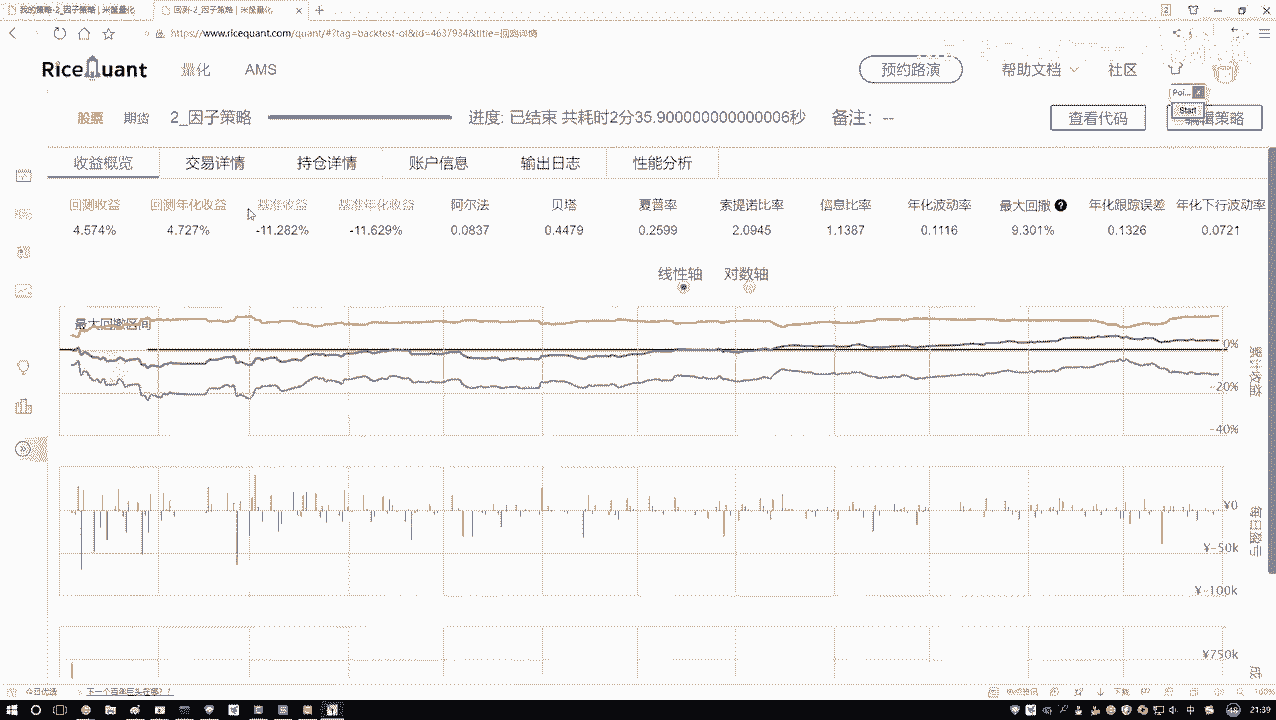 我的策略-2_因子策略 | 米筐量化
回测-2_因子策略 | 米筐量化
https://www.ricequant.com/quant/#?tag=backtest-ol&id=4637934&title=回测详情
RiceQuant
量化
AMS
预约路演
帮助文档
社区
Poi...
Start
股票
期货
2_因子策略
进度: 已结束 共耗时2分35.900000000000006秒
备注: --
查看代码
编辑策略
收益概览 交易详情 持仓详情 账户信息 输出日志 性能分析
回测收益 回测年化收益 基准收益 基准年化收益 阿尔法 贝塔 夏普率 索提诺比率 信息比率 年化波动率 最大回撤 年化跟踪误差 年化下行波动率
4.574% 4.727% -11.282% -11.629% 0.0837 0.4479 0.2599 2.0945 1.1387 0.1116 9.301% 0.1326 0.0721
线性轴 对数轴
最大回撤区间
0%
-20%
-40%
累计收益
¥0
¥-50k
¥-100k
每日盈亏
¥750k
成
今日优选
下载
100%
中
21:39